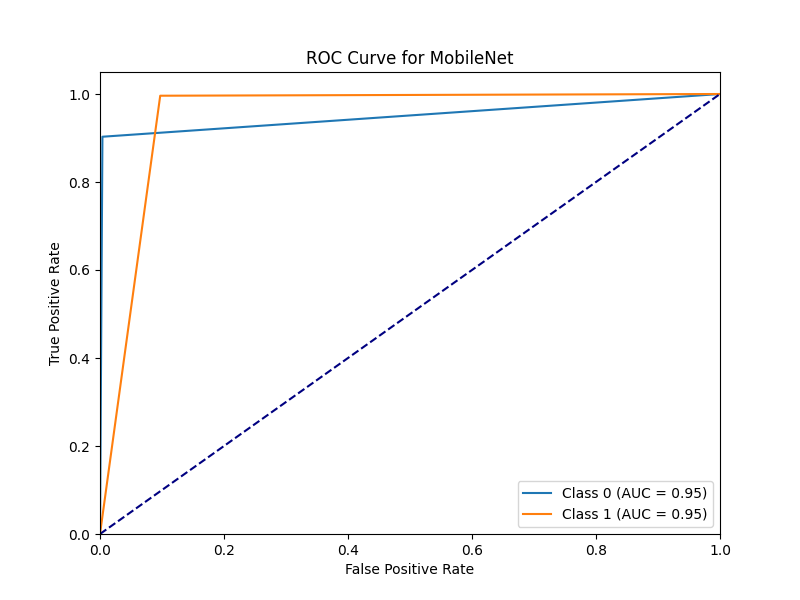 ROC Curve for MobileNet
True Positive Rate
1.0
0.8
0.6
0.4
0.2
0.0
0.0 0.2 0.4 0.6 0.8 1.0
False Positive Rate
Class 0 (AUC = 0.95)
Class 1 (AUC = 0.95)